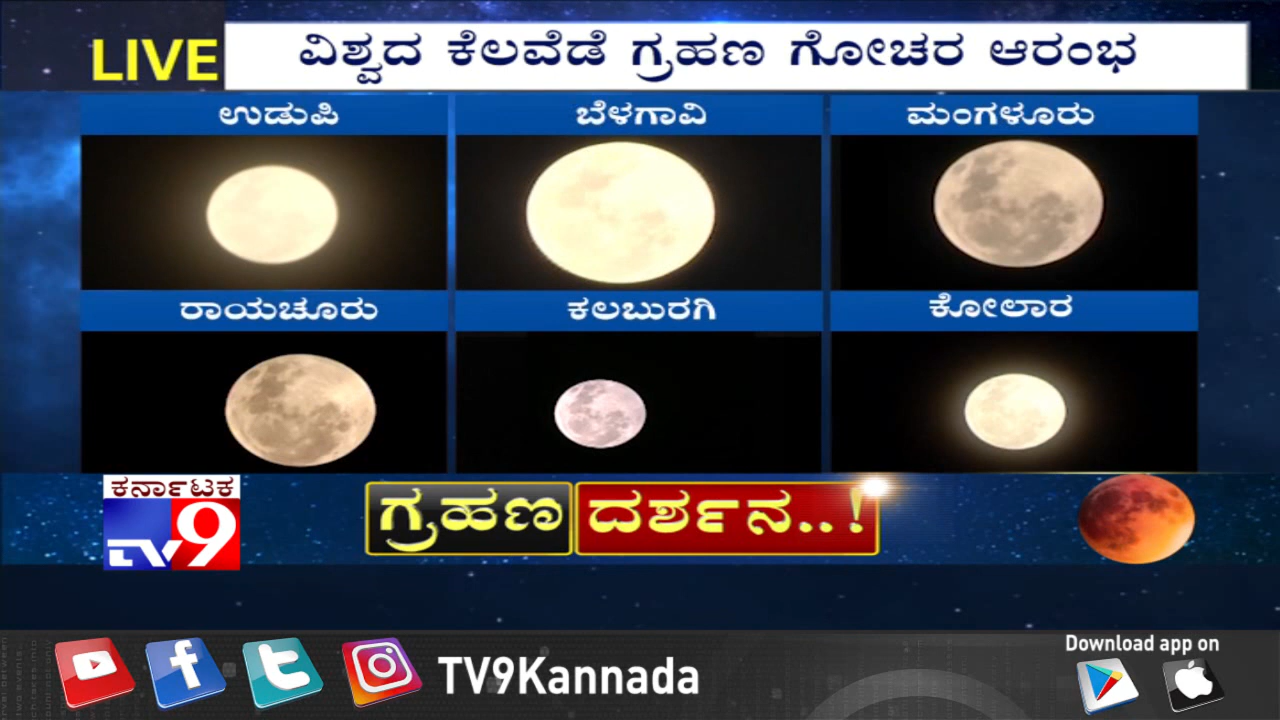 LIVE ವಿಶ್ವದ ಕೆಲವೆಡೆ ಗ್ರಹಣ ಗೋಚರ ಆರಂಭ
ಉಡುಪಿ ಬೆಳಗಾವಿ ಮಂಗಳೂರು
ರಾಯಚೂರು ಕಲಬುರಗಿ ಕೋಲಾರ
ಕರ್ನಾಟಕ
TV9
ಗ್ರಹಣ ದರ್ಶನ..!
Download app on
TV9Kannada